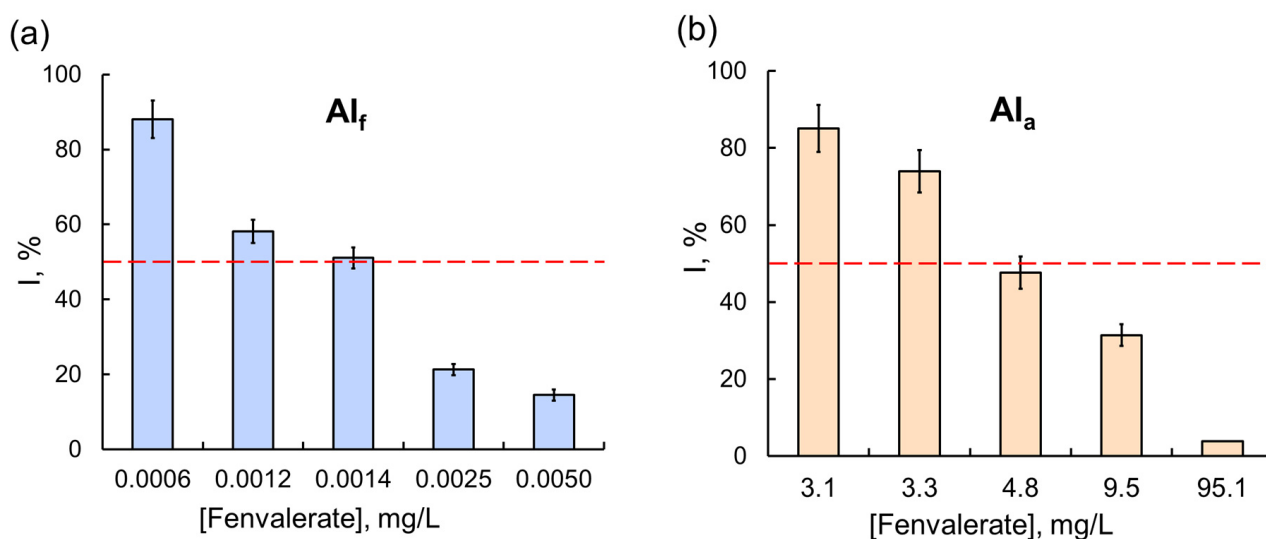 (a)
AIf
I, %
100
80
60
40
20
0
0.0006 0.0012 0.0014 0.0025 0.0050
[Fenvalerate], mg/L
(b)
AIa
I, %
100
80
60
40
20
0
3.1 3.3 4.8 9.5 95.1
[Fenvalerate], mg/L